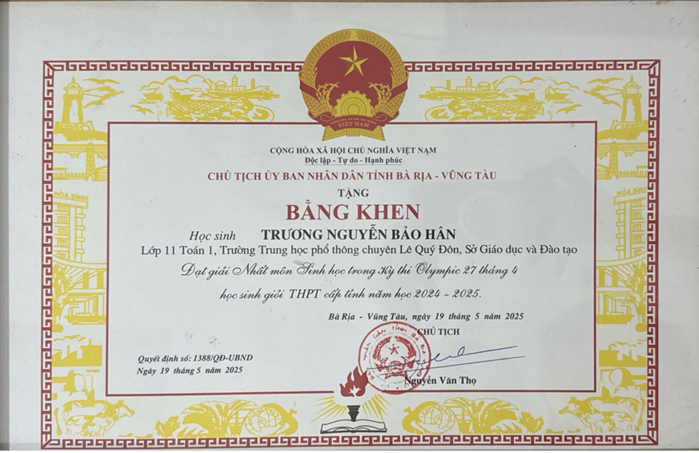 VIỆT NAM
CỘNG HÒA XÃ HỘI CHỦ NGHĨA VIỆT NAM
Độc lập - Tự do - Hạnh phúc
CHỦ TỊCH ỦY BAN NHÂN DÂN TỈNH BÀ RỊA - VŨNG TÀU
TẶNG
BẰNG KHEN
Học sinh TRƯƠNG NGUYỄN BẢO HÂN
Lớp 11 Toán 1, Trường Trung học phổ thông chuyên Lê Quý Đôn, Sở Giáo dục và Đào tạo
Đạt giải Nhất môn Sinh học trong Kỳ thi Olympic 27 tháng 4
học sinh giỏi THPT cấp tỉnh năm học 2024 - 2025.
Bà Rịa - Vũng Tàu, ngày 19 tháng 5 năm 2025
CHỦ TỊCH
Quyết định số: 1388/QĐ-UBND
Ngày 19 tháng 5 năm 2025
Nguyễn Văn Thọ